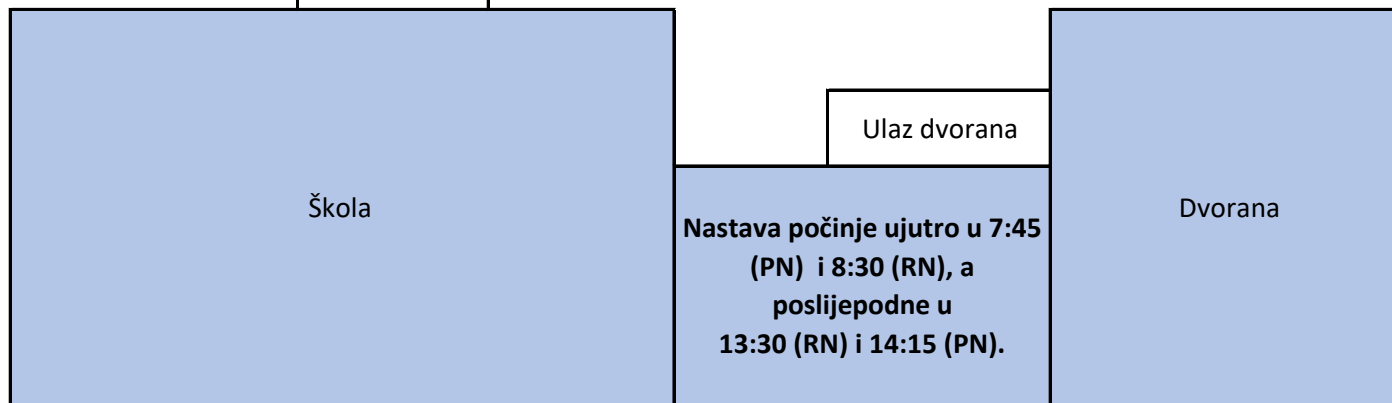 Ulaz dvorana
Škola
Nastava počinje ujutro u 7:45
(PN)  i 8:30 (RN), a
poslijepodne u
13:30 (RN) i 14:15 (PN).
Dvorana